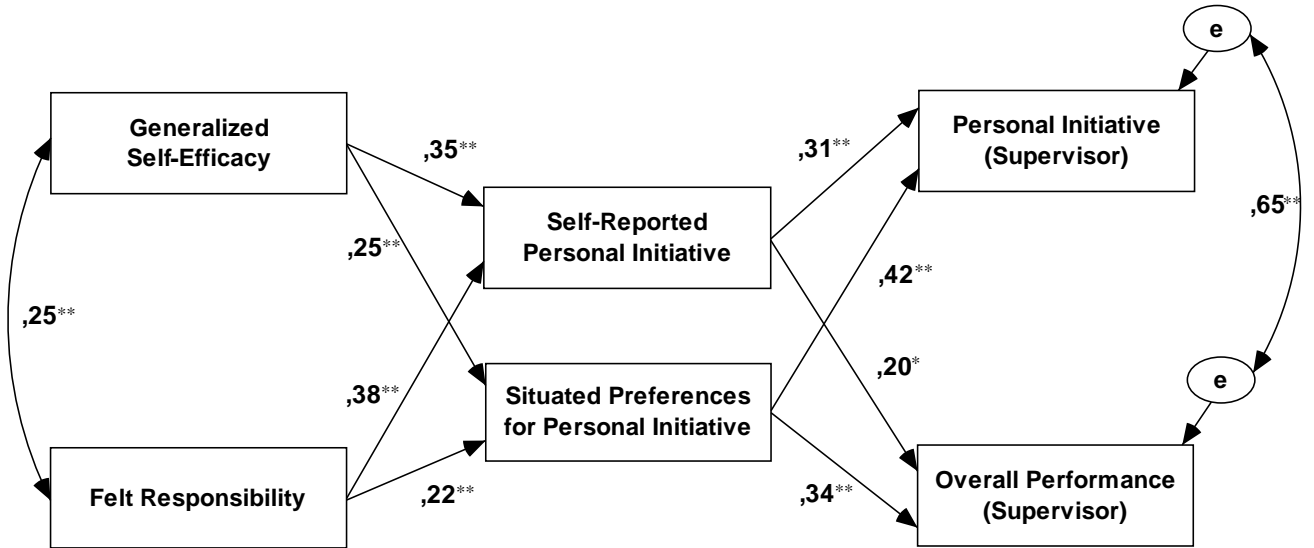 e
Generalized
Self-Efficacy
Personal Initiative
(Supervisor)
,35**
,31**
Self-Reported
Personal Initiative
,65**
,25**
,42**
,25**
,38**
,20*
Situated Preferences
for Personal Initiative
e
Felt Responsibility
,22**
,34**
Overall Performance
(Supervisor)